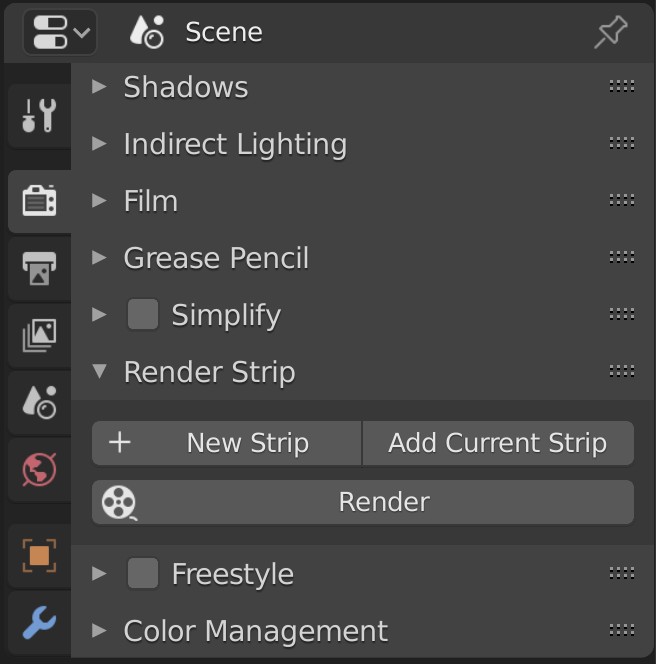 Scene
Shadows
Indirect Lighting
Film
Grease Pencil
Simplify
Render Strip
New Strip Add Current Strip
Render
Freestyle
Color Management